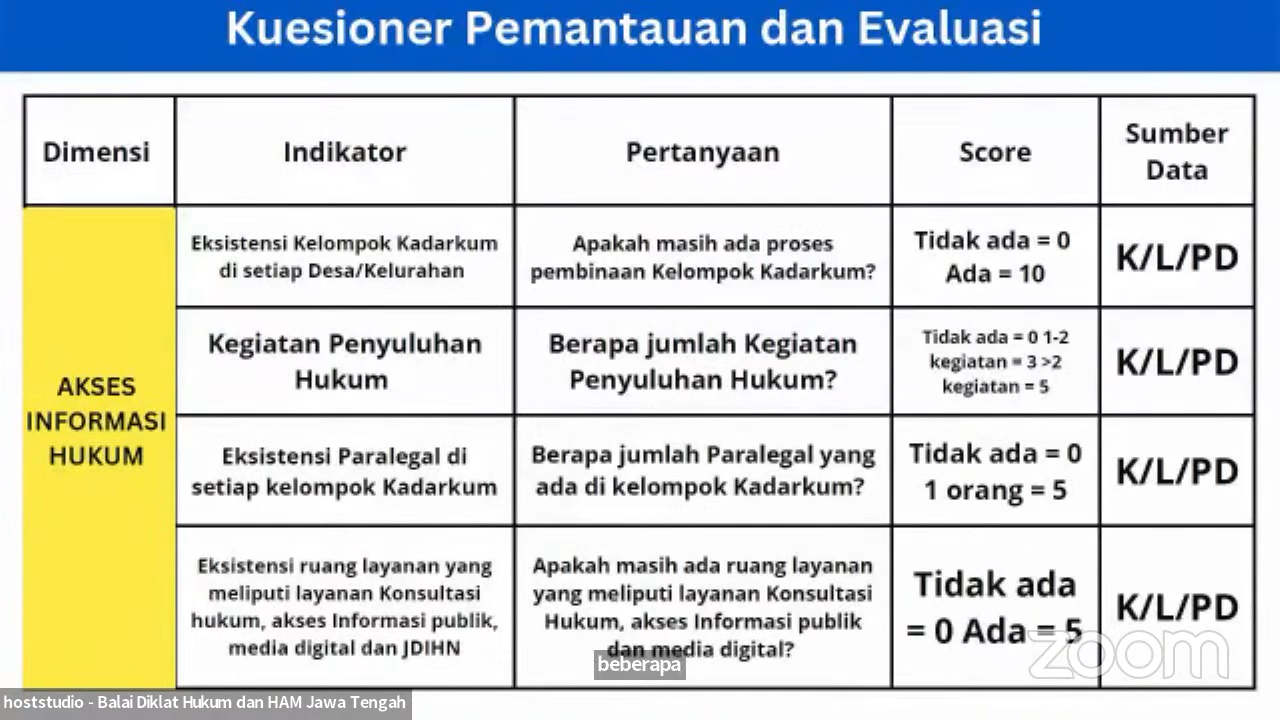 Kuesioner Pemantauan dan Evaluasi
Dimensi
Indikator
Pertanyaan
Score
Sumber
Data
AKSES
INFORMASI
HUKUM
Eksistensi Kelompok Kadarkum
di setiap Desa/Kelurahan
Apakah masih ada proses
pembinaan Kelompok Kadarkum?
Tidak ada = 0
Ada = 10
K/L/PD
Kegiatan Penyuluhan
Hukum
Berapa jumlah Kegiatan
Penyuluhan Hukum?
Tidak ada = 0 1-2
kegiatan = 3 >2
kegiatan = 5
K/L/PD
Eksistensi Paralegal di
setiap kelompok Kadarkum
Berapa jumlah Paralegal yang
ada di kelompok Kadarkum?
Tidak ada = 0
1 orang = 5
K/L/PD
Eksistensi ruang layanan yang
meliputi layanan Konsultasi
hukum, akses Informasi publik,
media digital dan JDIHN
Apakah masih ada ruang layanan
yang meliputi layanan Konsultasi
Hukum, akses Informasi publik
dan media digital?
Tidak ada
= 0 Ada = 5
K/L/PD
zoom
beberapa
hoststudio - Balai Diklat Hukum dan HAM Jawa Tengah